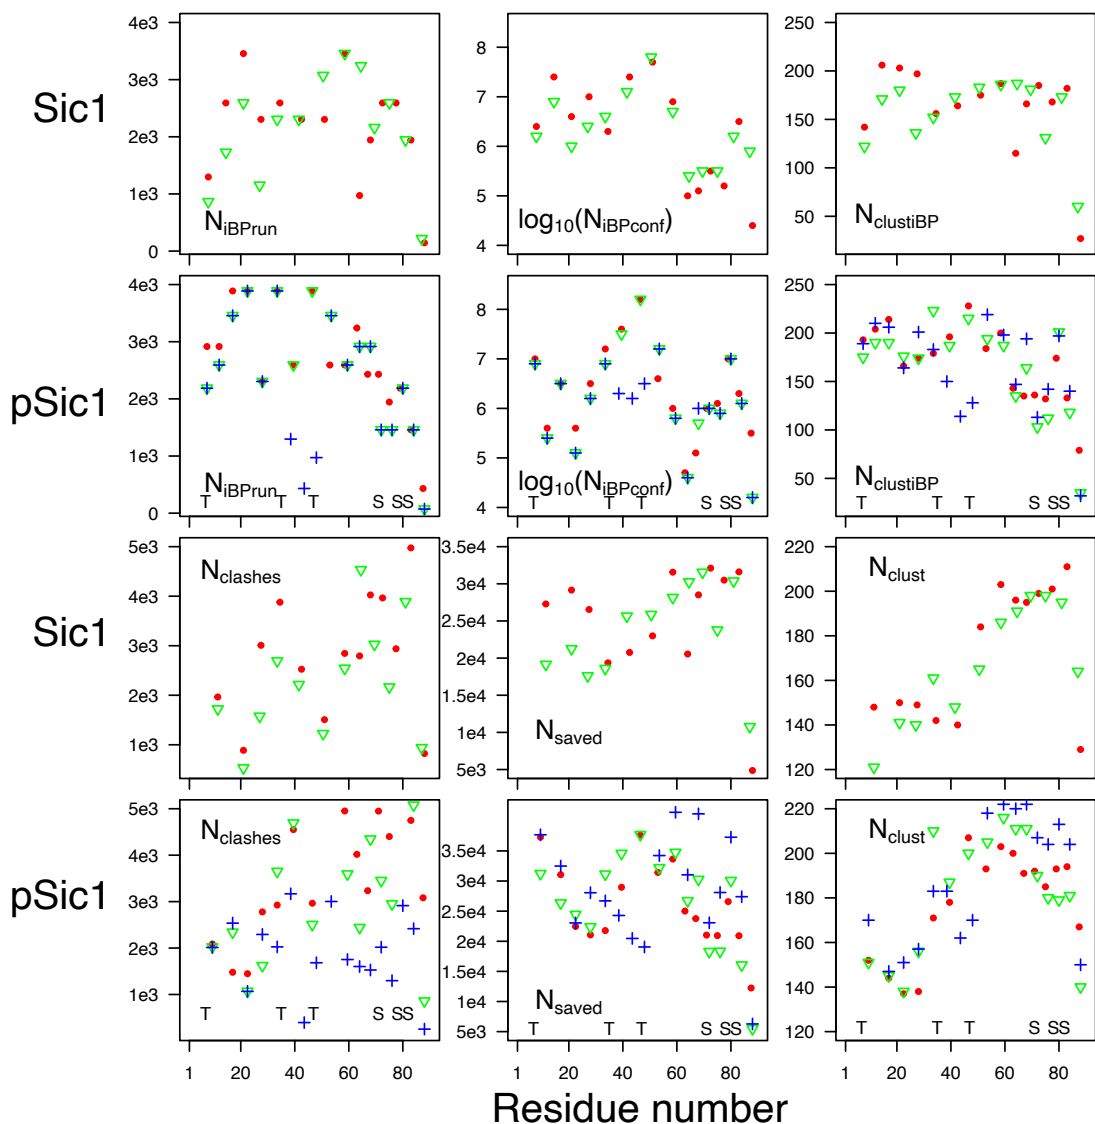 Sic1
4e3
3e3
2e3
1e3
0
N_iBPrun
8
7
6
5
4
log10(N_iBPconf)
250
200
150
100
50
N_clustiBP
pSic1
4e3
3e3
2e3
1e3
0
N_iBPrun
T T T S SS
8
7
6
5
4
log10(N_iBPconf)
T T T S SS
250
200
150
100
50
N_clustiBP
T T T S SS
Sic1
5e3
4e3
3e3
2e3
1e3
N_clashes
3.5e4
3e4
2.5e4
2e4
1.5e4
1e4
5e3
N_saved
220
200
180
160
140
120
N_clust
pSic1
5e3
4e3
3e3
2e3
1e3
N_clashes
T T T S SS
1 20 40 60 80
3.5e4
3e4
2.5e4
2e4
1.5e4
1e4
5e3
N_saved
T T T S SS
1 20 40 60 80
220
200
180
160
140
120
N_clust
T T T S SS
1 20 40 60 80
Residue number